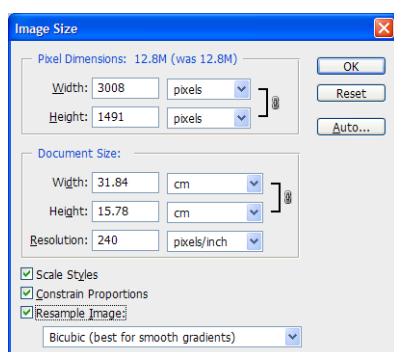 Image Size
Pixel Dimensions: 12.8M (was 12.8M)
Width: 3008 pixels
Height: 1491 pixels
OK
Reset
Auto...
Document Size:
Width: 31.84 cm
Height: 15.78 cm
Resolution: 240 pixels/inch
Scale Styles
Constrain Proportions
Resample Image:
Bicubic (best for smooth gradients)